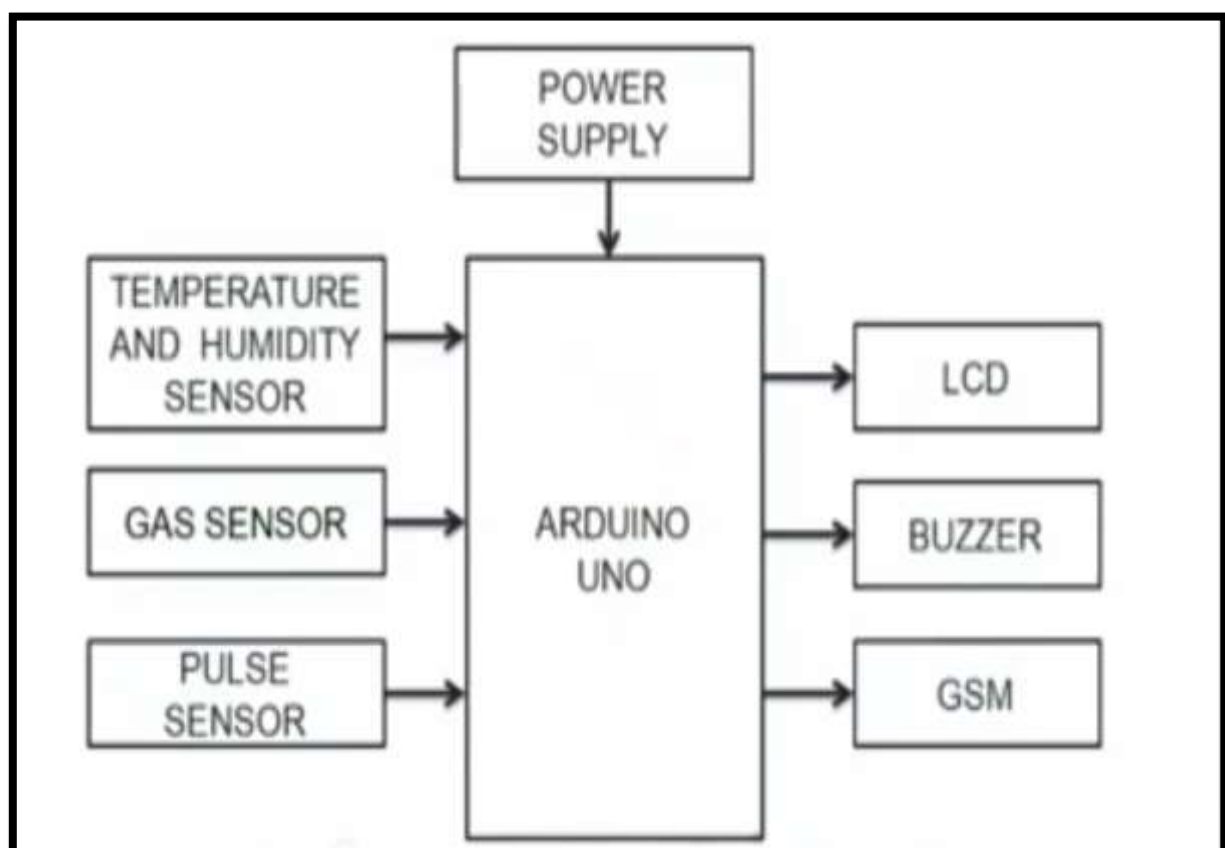 POWER
SUPPLY
TEMPERATURE
AND HUMIDITY
SENSOR
GAS SENSOR
PULSE
SENSOR
ARDUINO
UNO
LCD
BUZZER
GSM